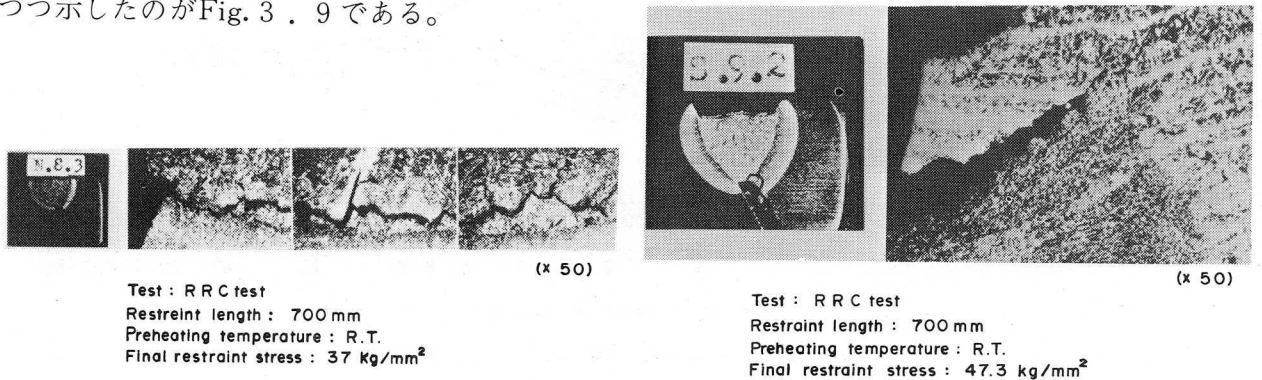 つつ示したのがFig. 3 . 9 である。
N.8.3
(x 50)
Test : R R C test
Restreint length : 700 mm
Preheating temperature : R.T.
Final restraint stress : 37 kg/mm²
S.9.2
(x 50)
Test : R R C test
Restraint length : 700 mm
Preheating temperature : R.T.
Final restraint stress : 47.3 kg/mm²